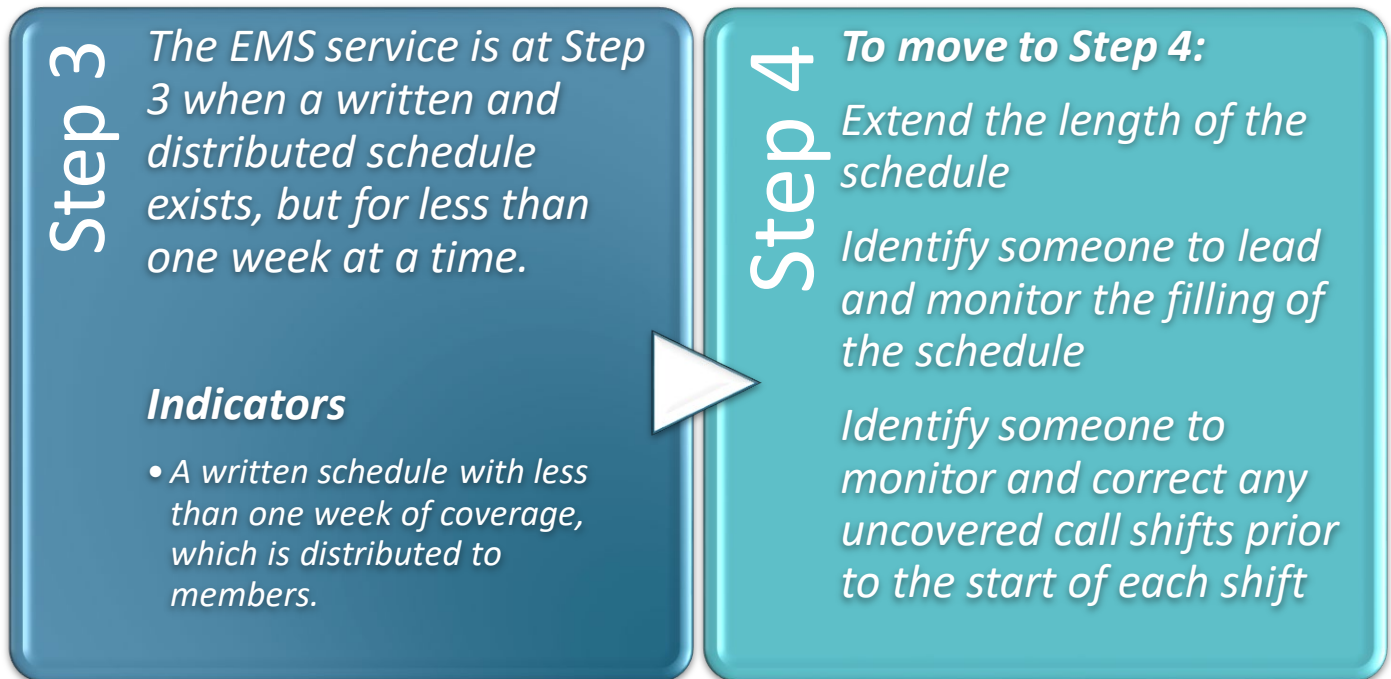 Step 3
The EMS service is at Step
3 when a written and
distributed schedule
exists, but for less than
one week at a time.
Indicators
• A written schedule with less
than one week of coverage,
which is distributed to
members.
Step 4
To move to Step 4:
Extend the length of the
schedule
Identify someone to lead
and monitor the filling of
the schedule
Identify someone to
monitor and correct any
uncovered call shifts prior
to the start of each shift